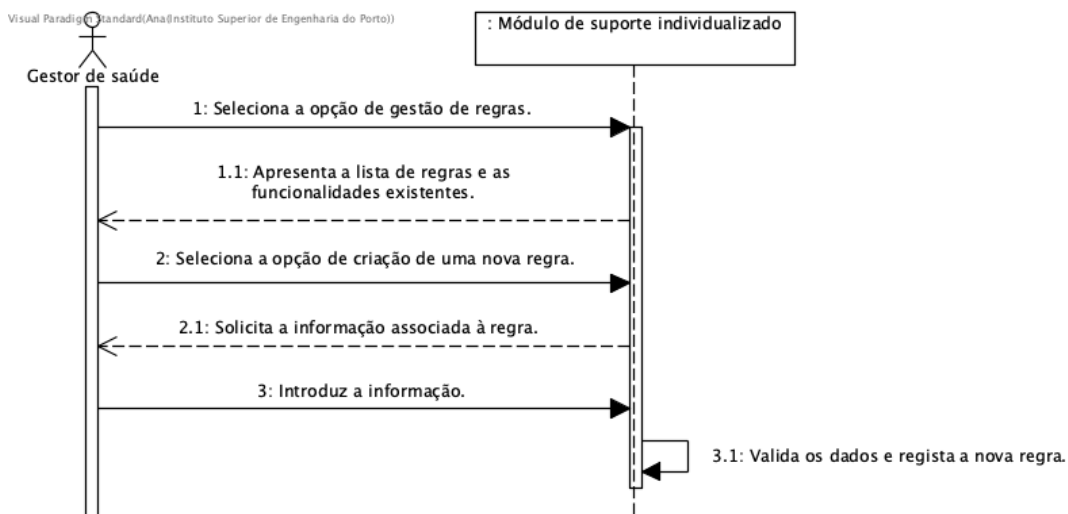 Visual Paradigm Standard(Ana(Instituto Superior de Engenharia do Porto))
: Módulo de suporte individualizado
Gestor de saúde
1: Seleciona a opção de gestão de regras.
1.1: Apresenta a lista de regras e as
funcionalidades existentes.
2: Seleciona a opção de criação de uma nova regra.
2.1: Solicita a informação associada à regra.
3: Introduz a informação.
3.1: Valida os dados e regista a nova regra.